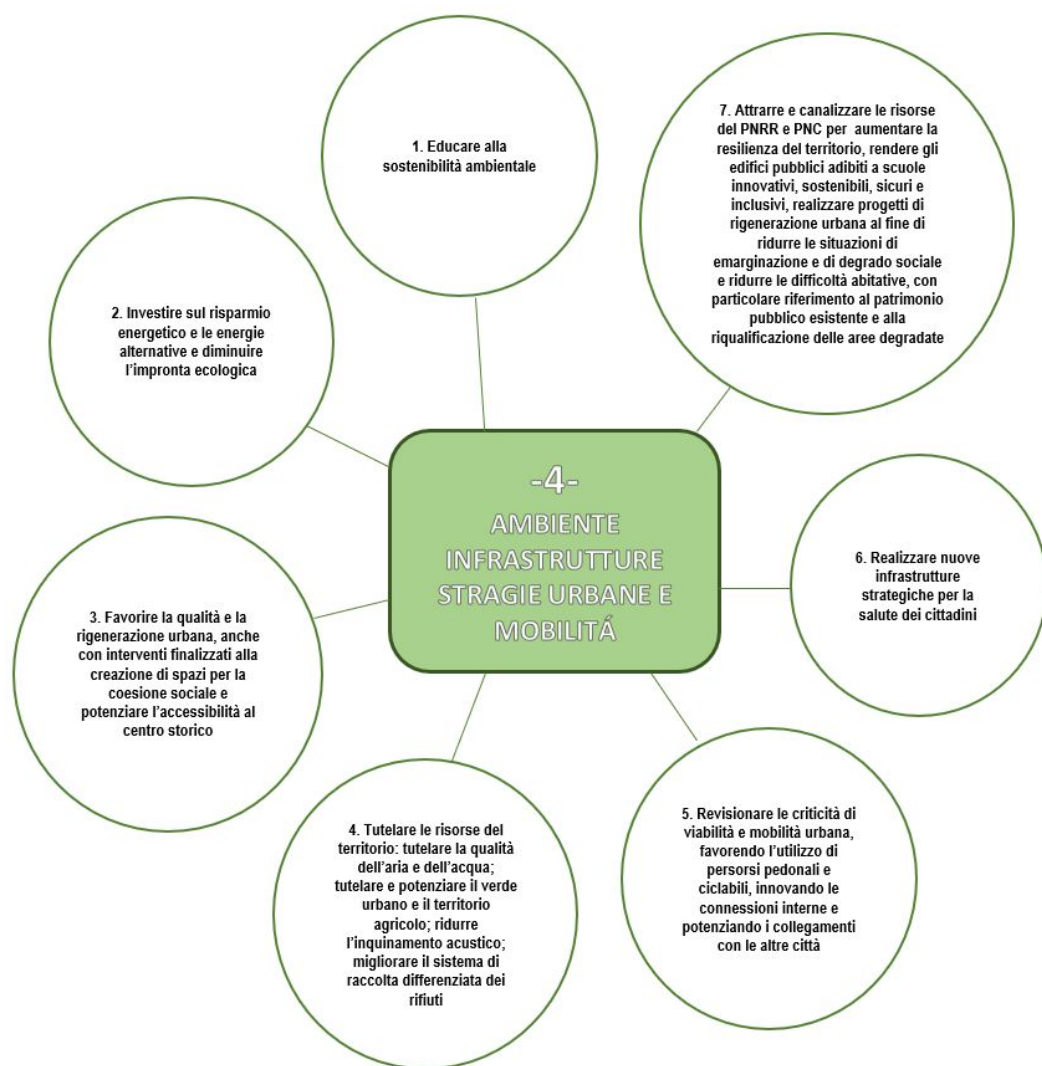 1. Educare alla
sostenibilità ambientale
2. Investire sul risparmio
energetico e le energie
alternative e diminuire
l’impronta ecologica
3. Favorire la qualità e la
rigenerazione urbana, anche
con interventi finalizzati alla
creazione di spazi per la
coesione sociale e
potenziare l’accessibilità al
centro storico
4. Tutelare le risorse del
territorio: tutelare la qualità
dell’aria e dell’acqua;
tutelare e potenziare il verde
urbano e il territorio
agricolo; ridurre
l’inquinamento acustico;
migliorare il sistema di
raccolta differenziata dei
rifiuti
5. Revisionare le criticità di
viabilità e mobilità urbana,
favorendo l’utilizzo di
persorsi pedonali e
ciclabili, innovando le
connessioni interne e
potenziando i collegamenti
con le altre città
6. Realizzare nuove
infrastrutture
strategiche per la
salute dei cittadini
7. Attrarre e canalizzare le risorse
del PNRR e PNC per aumentare la
resilienza del territorio, rendere gli
edifici pubblici adibiti a scuole
innovativi, sostenibili, sicuri e
inclusivi, realizzare progetti di
rigenerazione urbana al fine di
ridurre le situazioni di
emarginazione e di degrado sociale
e ridurre le difficoltà abitative, con
particolare riferimento al patrimonio
pubblico esistente e alla
riqualificazione delle aree degradate
-4-
AMBIENTE
INFRASTRUTTURE
STRAGIE URBANE E
MOBILITÁ